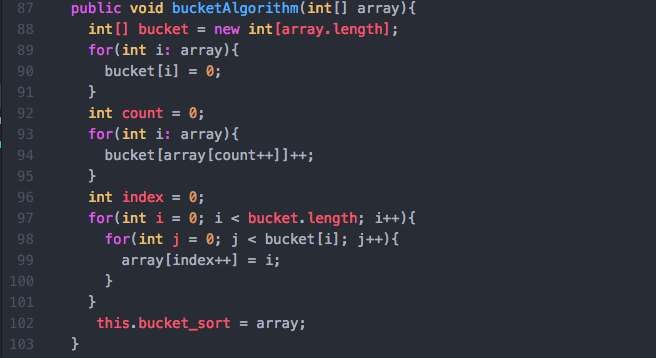 87 public void bucketAlgorithm(int[] array){
88 int[] bucket = new int[array.length];
89 for(int i: array){
90 bucket[i] = 0;
91 }
92 int count = 0;
93 for(int i: array){
94 bucket[array[count++]]++;
95 }
96 int index = 0;
97 for(int i = 0; i < bucket.length; i++){
98 for(int j = 0; j < bucket[i]; j++){
99 array[index++] = i;
100 }
101 }
102 this.bucket_sort = array;
103 }